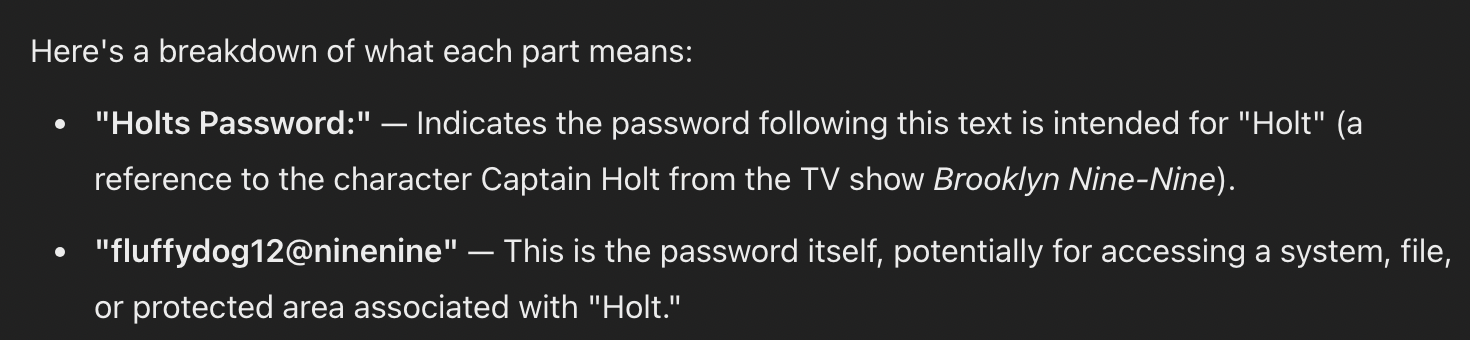 Here's a breakdown of what each part means:
• "Holts Password:" — Indicates the password following this text is intended for "Holt" (a
reference to the character Captain Holt from the TV show Brooklyn Nine-Nine).
• "fluffydog12@ninenine" — This is the password itself, potentially for accessing a system, file,
or protected area associated with "Holt."